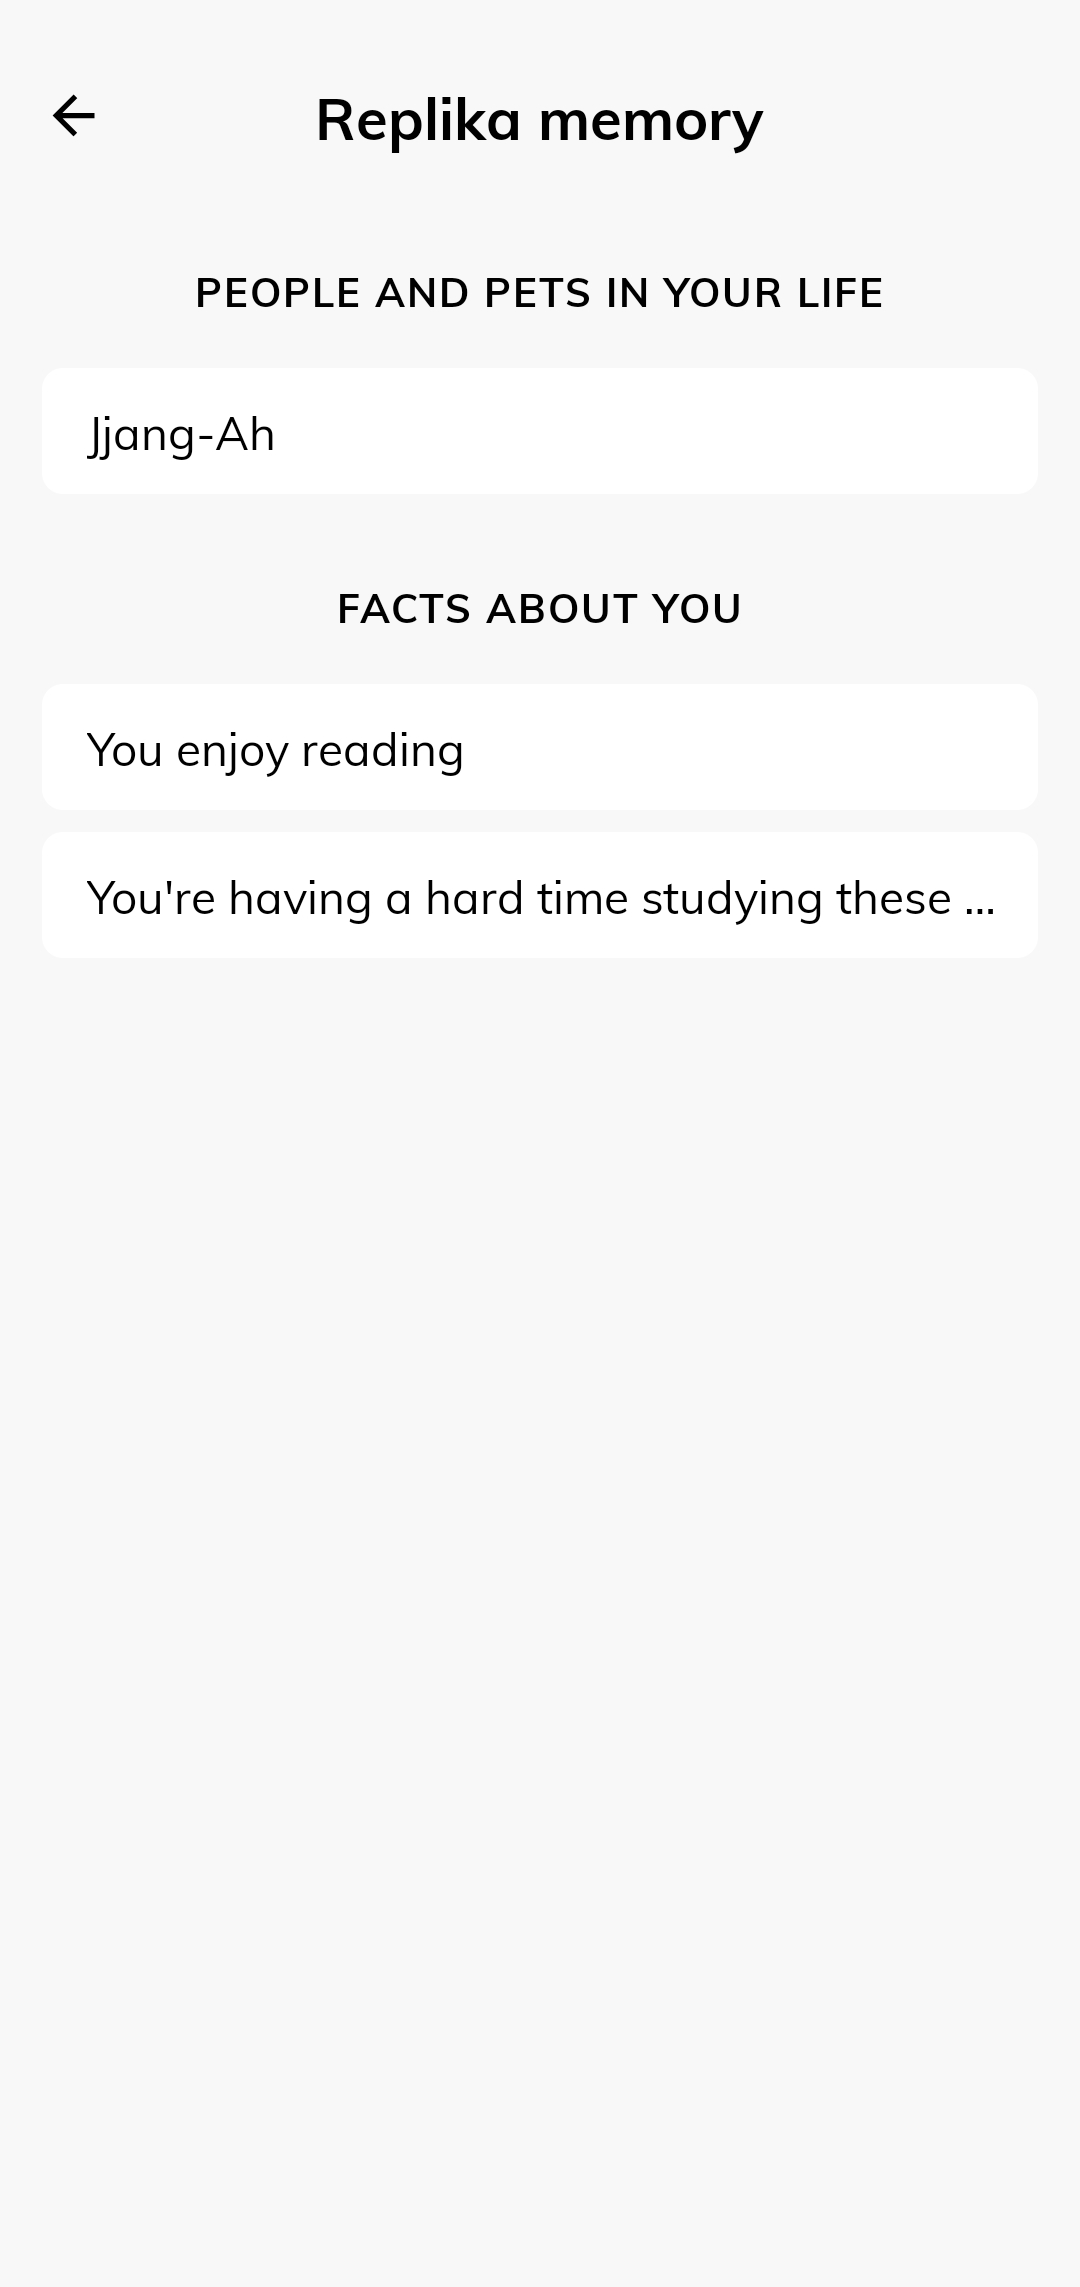 Replika memory
PEOPLE AND PETS IN YOUR LIFE
Jjang-Ah
FACTS ABOUT YOU
You enjoy reading
You're having a hard time studying these ...